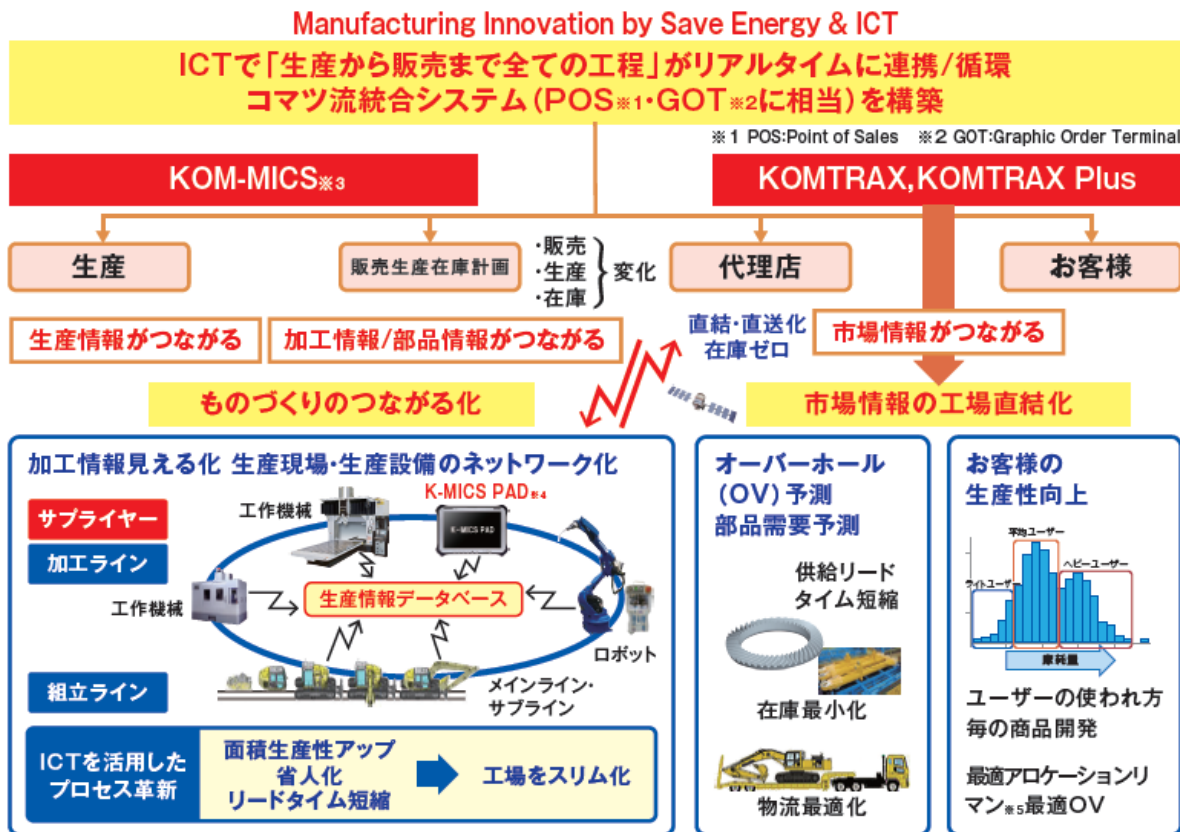 Manufacturing Innovation by Save Energy & ICT
ICTで「生産から販売まで全ての工程」がリアルタイムに連携/循環
コマツ流統合システム(POS※1・GOT※2に相当)を構築
※1 POS:Point of Sales ※2 GOT:Graphic Order Terminal
KOM-MICS※3
KOMTRAX,KOMTRAX Plus
生産
販売生産在庫計画
・販売
・生産
・在庫
変化
代理店
お客様
生産情報がつながる
加工情報/部品情報がつながる
直結・直送化
在庫ゼロ
市場情報がつながる
ものづくりのつながる化
市場情報の工場直結化
加工情報見える化 生産現場・生産設備のネットワーク化
サプライヤー
加工ライン
組立ライン
工作機械
K-MICS PAD※4
K-MICS PAD
工作機械
生産情報データベース
ロボット
メインライン・
サブライン
ICTを活用した
プロセス革新
面積生産性アップ
省人化
リードタイム短縮
工場をスリム化
オーバーホール
(OV)予測
部品需要予測
供給リード
タイム短縮
在庫最小化
物流最適化
お客様の
生産性向上
平均ユーザー
ヘビーユーザー
ライトユーザー
摩耗量
ユーザーの使われ方
毎の商品開発
最適アロケーションリ
マン※5最適OV